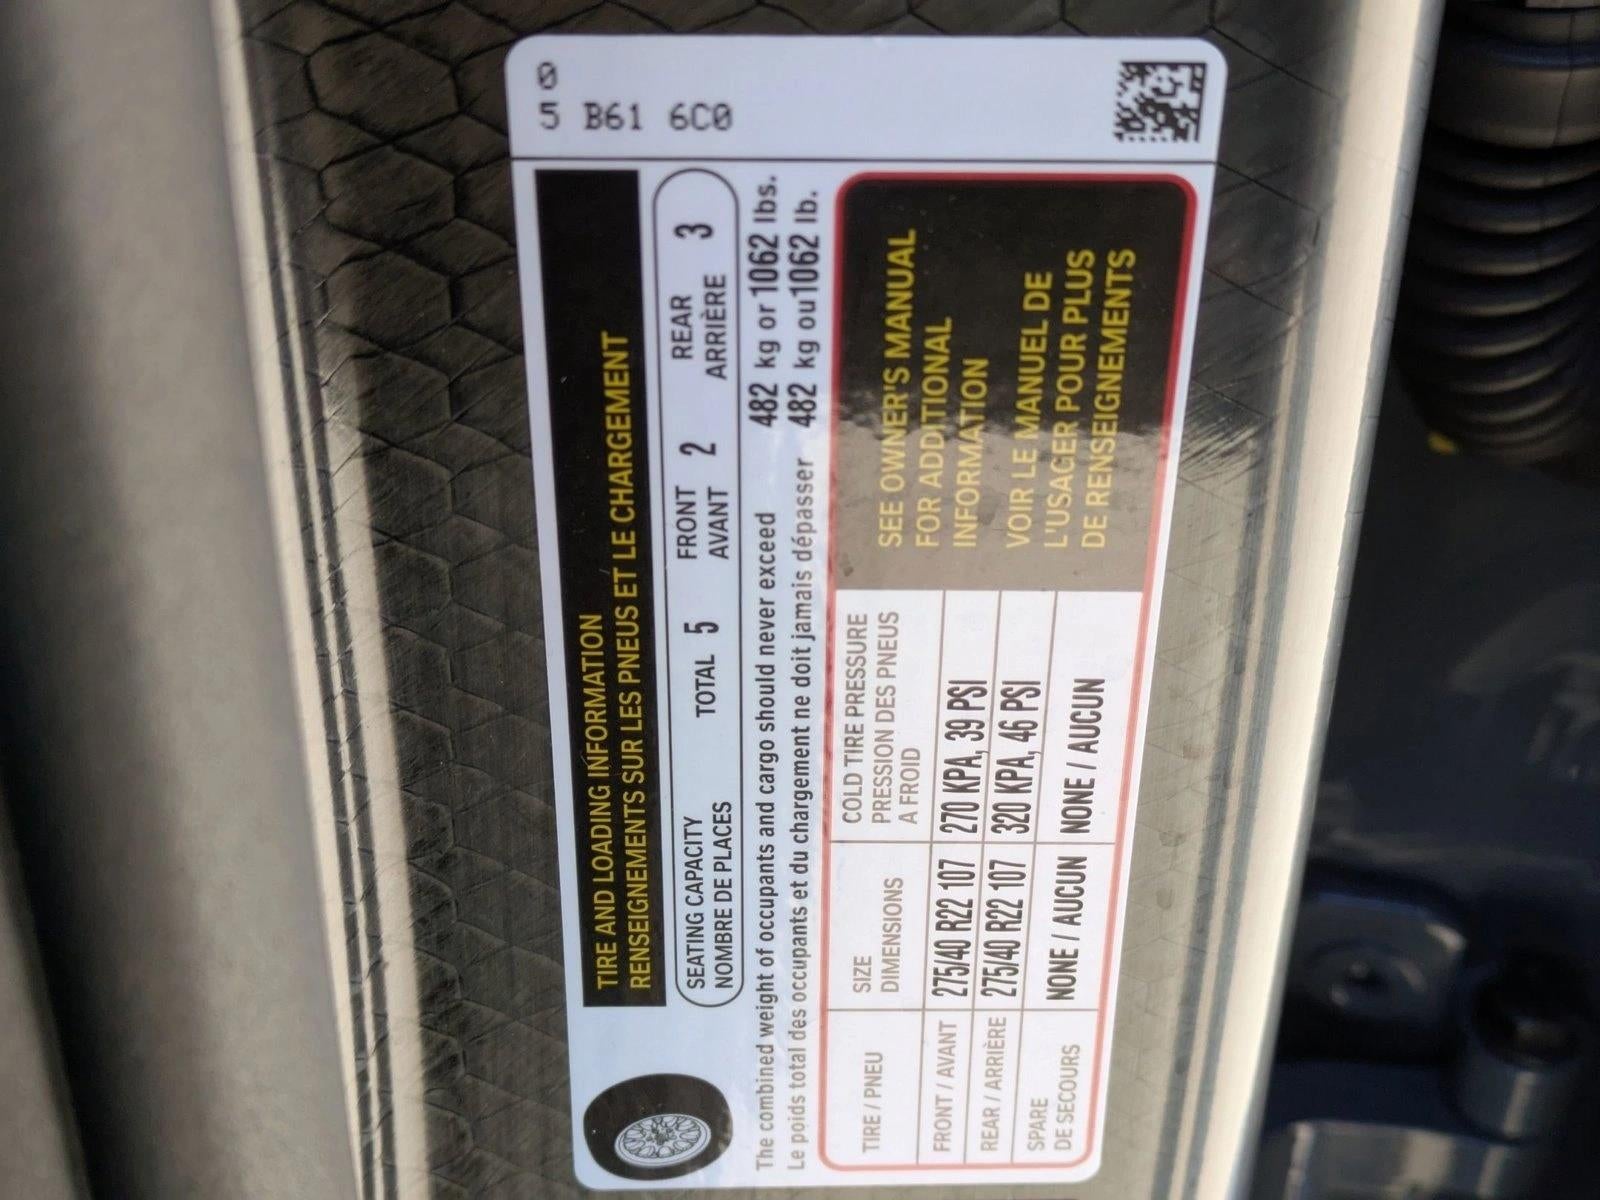 TIRE AND LOADING INFORMATION
RENSEIGNEMENTS SUR LES PNEUS ET LE CHARGEMENT
SEATING CAPACITY
NOMBRE DE PLACES
TOTAL 5
FRONT
AVANT
2
REAR
ARRIÈRE
3
The combined weight of occupants and cargo should never exceed 482 kg or 1062 lbs.
Le poids total des occupants et du chargement ne doit jamais dépasser 482 kg ou 1062 lb.
TIRE / PNEU
SIZE
DIMENSIONS
COLD TIRE PRESSURE
PRESSION DES PNEUS
A FROID
FRONT / AVANT 275/40 R22 107 270 KPA, 39 PSI
REAR / ARRIÈRE 275/40 R22 107 320 KPA, 46 PSI
SPARE
DE SECOURS
NONE / AUCUN NONE / AUCUN
SEE OWNER'S MANUAL
FOR ADDITIONAL
INFORMATION
VOIR LE MANUEL DE
L'USAGER POUR PLUS
DE RENSEIGNEMENTS
0
5 B61 6C0